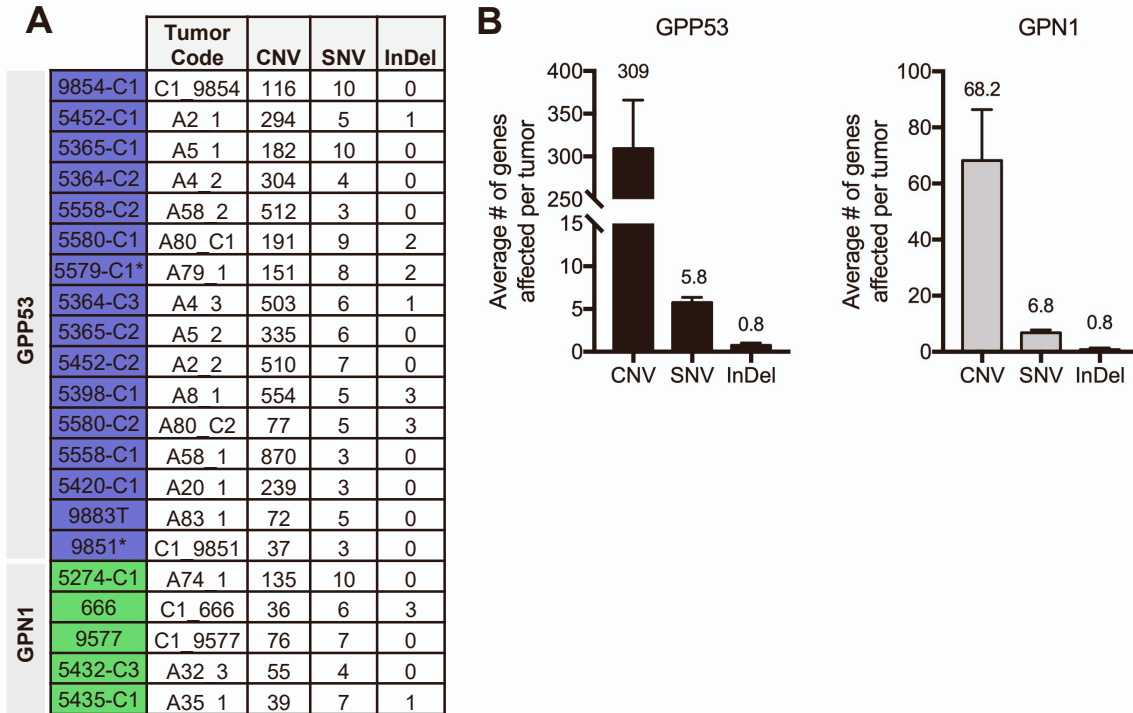 A
Tumor Code CNV SNV InDel
GPP53
9854-C1 C1_9854 116 10 0
5452-C1 A2_1 294 5 1
5365-C1 A5_1 182 10 0
5364-C2 A4_2 304 4 0
5558-C2 A58_2 512 3 0
5580-C1 A80_C1 191 9 2
5579-C1* A79_1 151 8 2
5364-C3 A4_3 503 6 1
5365-C2 A5_2 335 6 0
5452-C2 A2_2 510 7 0
5398-C1 A8_1 554 5 3
5580-C2 A80_C2 77 5 3
5558-C1 A58_1 870 3 0
5420-C1 A20_1 239 3 0
9883T A83_1 72 5 0
9851* C1_9851 37 3 0
GPN1
5274-C1 A74_1 135 10 0
666 C1_666 36 6 3
9577 C1_9577 76 7 0
5432-C3 A32_3 55 4 0
5435-C1 A35_1 39 7 1
B
GPP53
Average # of genes
affected per tumor
400
350
300
250
15
10
5
0
309
5.8
0.8
CNV SNV InDel
GPN1
Average # of genes
affected per tumor
100
80
60
40
20
0
68.2
6.8
0.8
CNV SNV InDel